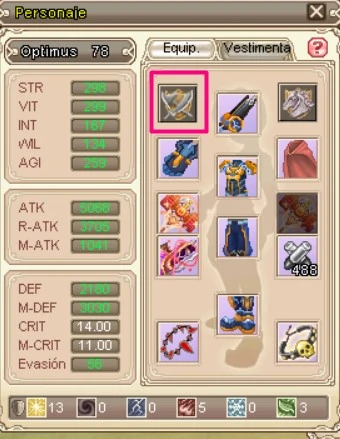 Personaje
Optimus 78
Equip. Vestimenta ?
STR 298
VIT 299
INT 167
WIL 134
AGI 259
ATK 5068
R-ATK 3705
M-ATK 1041
DEF 2180
M-DEF 3030
CRIT 14.00
M-CRIT 11.00
Evasión 56
488
13 0 0 5 0 3